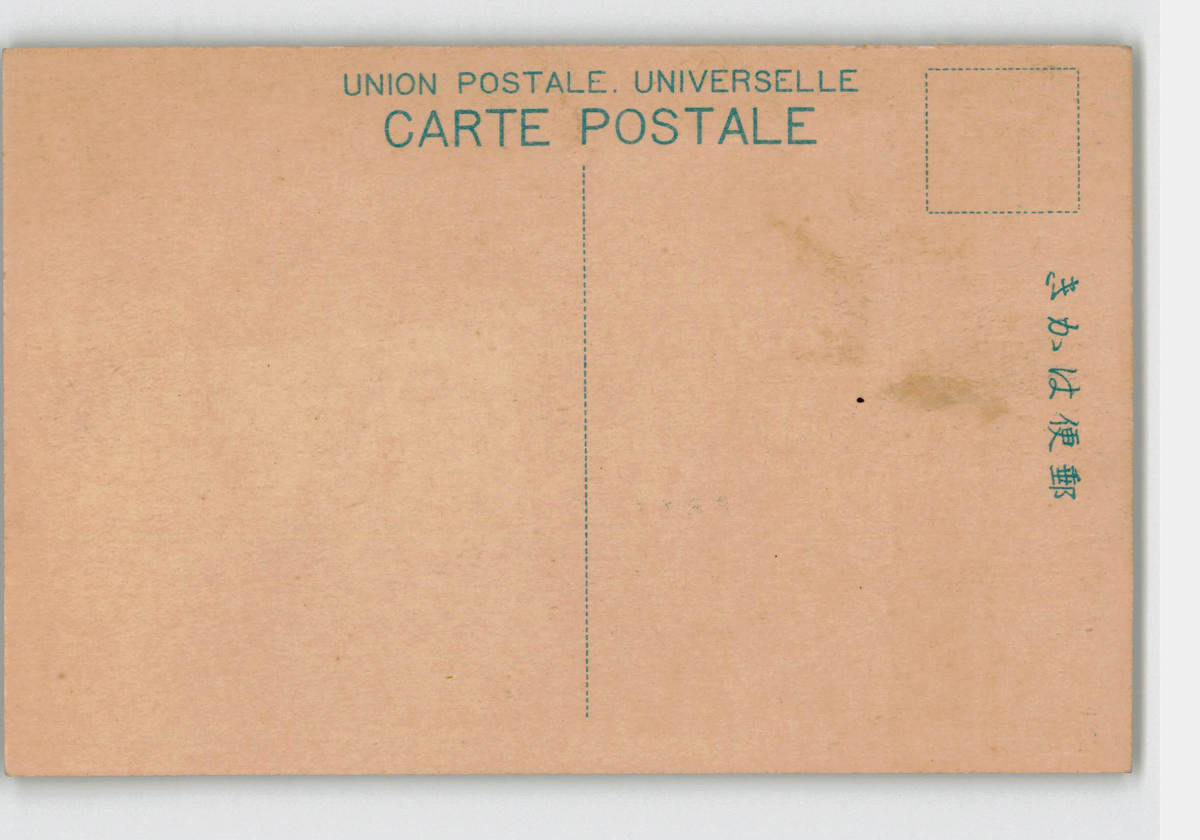 UNION POSTALE. UNIVERSELLE
CARTE POSTALE
きかは便郵